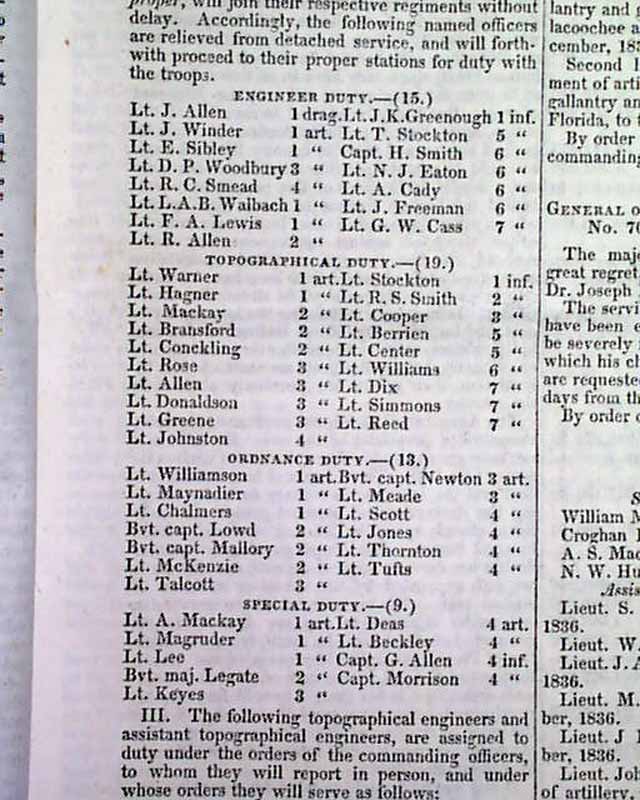 proper, will join their respective regiments without
delay. Accordingly, the following named officers
are relieved from detached service, and will forth-
with proceed to their proper stations for duty with
the troops.
ENGINEER DUTY.—(15.)
Lt. J. Allen 1 drag. Lt. J.K. Greenough 1 inf.
Lt. J. Winder 1 art. Lt. T. Stockton 5 "
Lt. E. Sibley 1 " Capt. H. Smith 6 "
Lt. D. P. Woodbury 3 " Lt. N. J. Eaton 6 "
Lt. R. C. Smead 4 " Lt. A. Cady 6 "
Lt. L.A.B. Walbach 1 " Lt. J. Freeman 6 "
Lt. F. A. Lewis 1 " Lt. G. W. Cass 7 "
Lt. R. Allen 2 "
TOPOGRAPHICAL DUTY.—(19.)
Lt. Warner 1 art. Lt. Stockton 1 inf.
Lt. Hagner 1 " Lt. R. S. Smith 2 "
Lt. Mackay 2 " Lt. Cooper 3 "
Lt. Bransford 2 " Lt. Berrien 5 "
Lt. Conckling 2 " Lt. Center 5 "
Lt. Rose 3 " Lt. Williams 6 "
Lt. Allen 3 " Lt. Dix 7 "
Lt. Donaldson 3 " Lt. Simmons 7 "
Lt. Greene 3 " Lt. Reed 7 "
Lt. Johnston 4 "
ORDNANCE DUTY.—(13.)
Lt. Williamson 1 art. Bvt. capt. Newton 3 art.
Lt. Maynadier 1 " Lt. Meade 3 "
Lt. Chalmers 1 " Lt. Scott 4 "
Bvt. capt. Lowd 2 " Lt. Jones 4 "
Bvt. capt. Mallory 2 " Lt. Thornton 4 "
Lt. McKenzie 2 " Lt. Tufts 4 "
Lt. Talcott 3 "
SPECIAL DUTY.—(9.)
Lt. A. Mackay 1 art. Lt. Deas 4 art.
Lt. Magruder 1 " Lt. Beckley 4 "
Lt. Lee 1 " Capt. G. Allen 4 inf.
Bvt. maj. Legate 2 " Capt. Morrison 4 "
Lt. Keyes 3 "
III. The following topographical engineers and
assistant topographical engineers, are assigned to
duty under the orders of the commanding officers,
to whom they will report in person, and under
whose orders they will serve as follows:
lantry and
lacoochee a
cember, 183
Second
ment of arti
gallantry an
Florida, to
By order
commanding
GENERAL O
No. 70
The maj
great regret
Dr. Joseph
The servi
have been e
be severely
which his c
are requeste
days from th
By order
William M
Croghan
A. S. Mac
N. W. Hu
Assis
Lieut. S.
1836.
Lieut. W.
Lieut. J. A
1836.
Lieut. M.
ber, 1836.
Lieut. J
ber, 1836.
Lieut. Joh
of artillery.